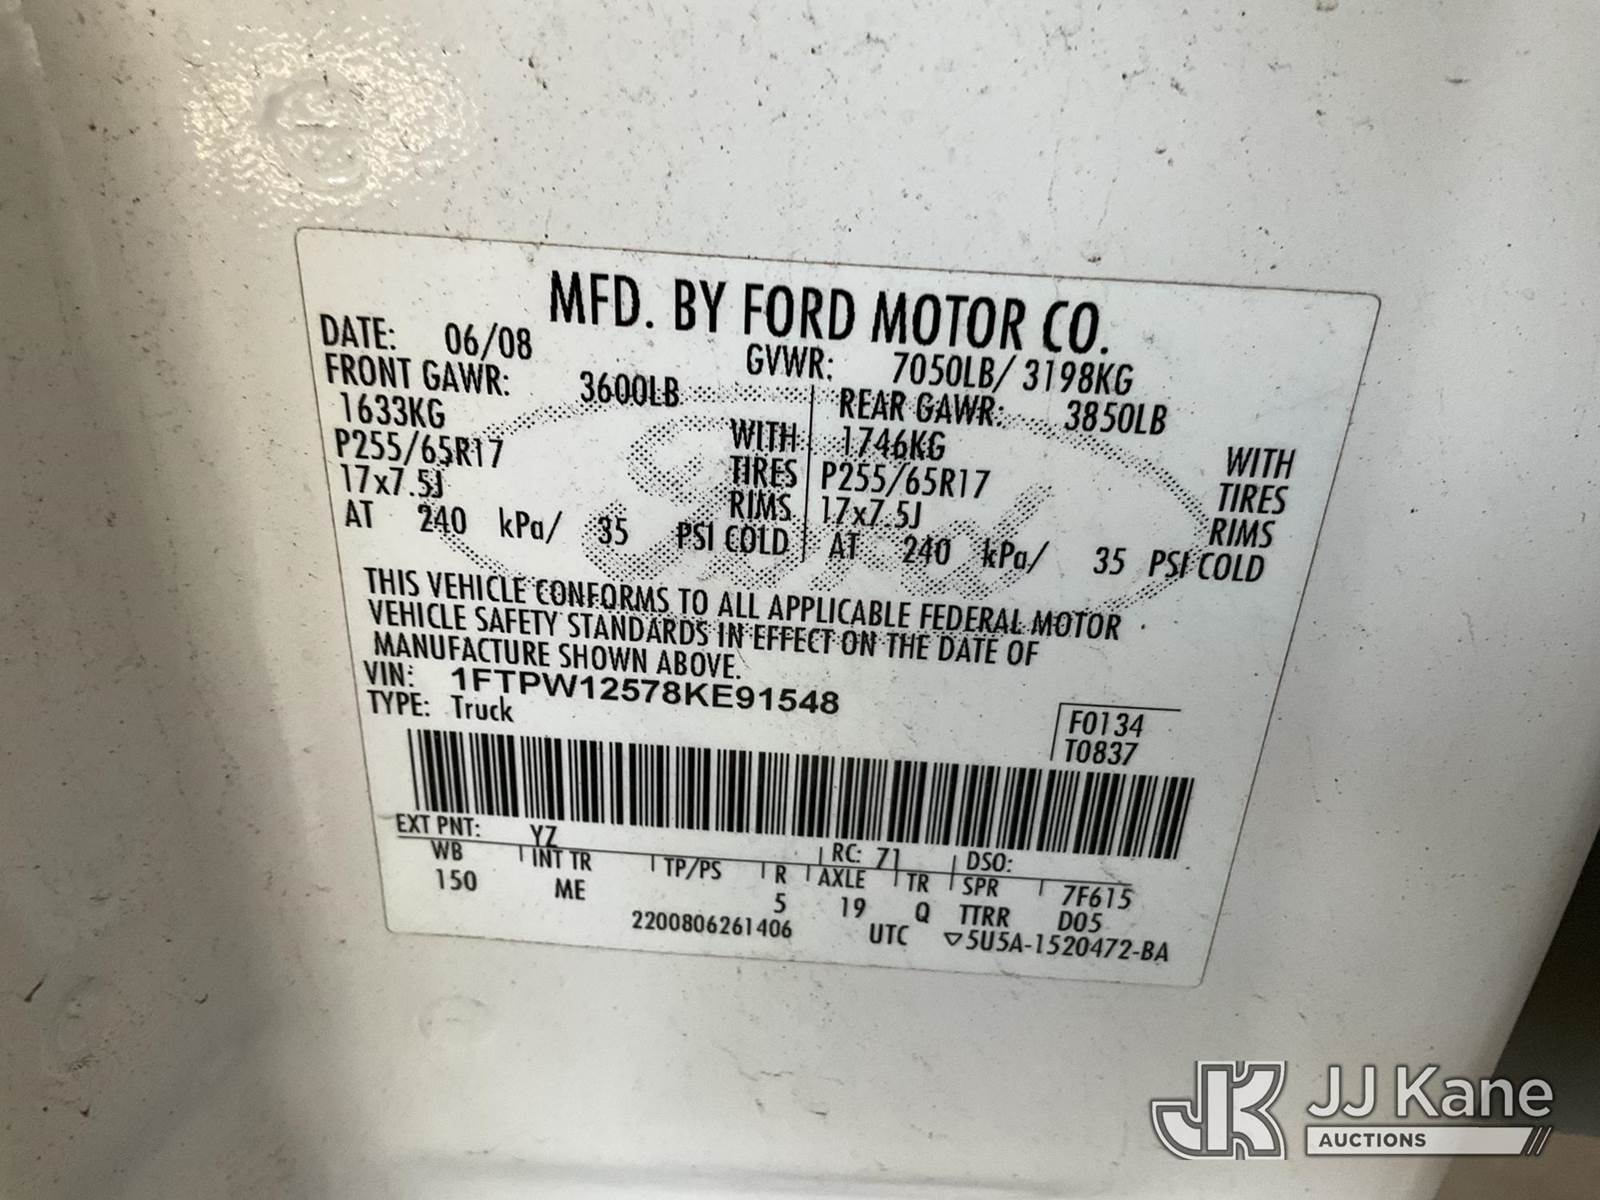 MFD. BY FORD MOTOR CO.
DATE: 06/08 GVWR: 7050LB/ 3198KG
FRONT GAWR: 3600LB REAR GAWR: 3850LB
1633KG WITH 1746KG WITH
P255/65R17 TIRES P255/65R17 TIRES
17x7.5J RIMS 17x7.5J RIMS
AT 240 kPa/ 35 PSI COLD AT 240 kPa/ 35 PSI COLD
THIS VEHICLE CONFORMS TO ALL APPLICABLE FEDERAL MOTOR
VEHICLE SAFETY STANDARDS IN EFFECT ON THE DATE OF
MANUFACTURE SHOWN ABOVE.
VIN: 1FTPW12578KE91548
TYPE: Truck
F0134
T0837
EXT PNT: YZ RC: 71 DSO:
WB INT TR TP/PS R AXLE TR SPR 7F615
150 ME 5 19 Q TTRR D05
2200806261406 UTC ▽5U5A-1520472-BA
Ford
JK JJ Kane
AUCTIONS